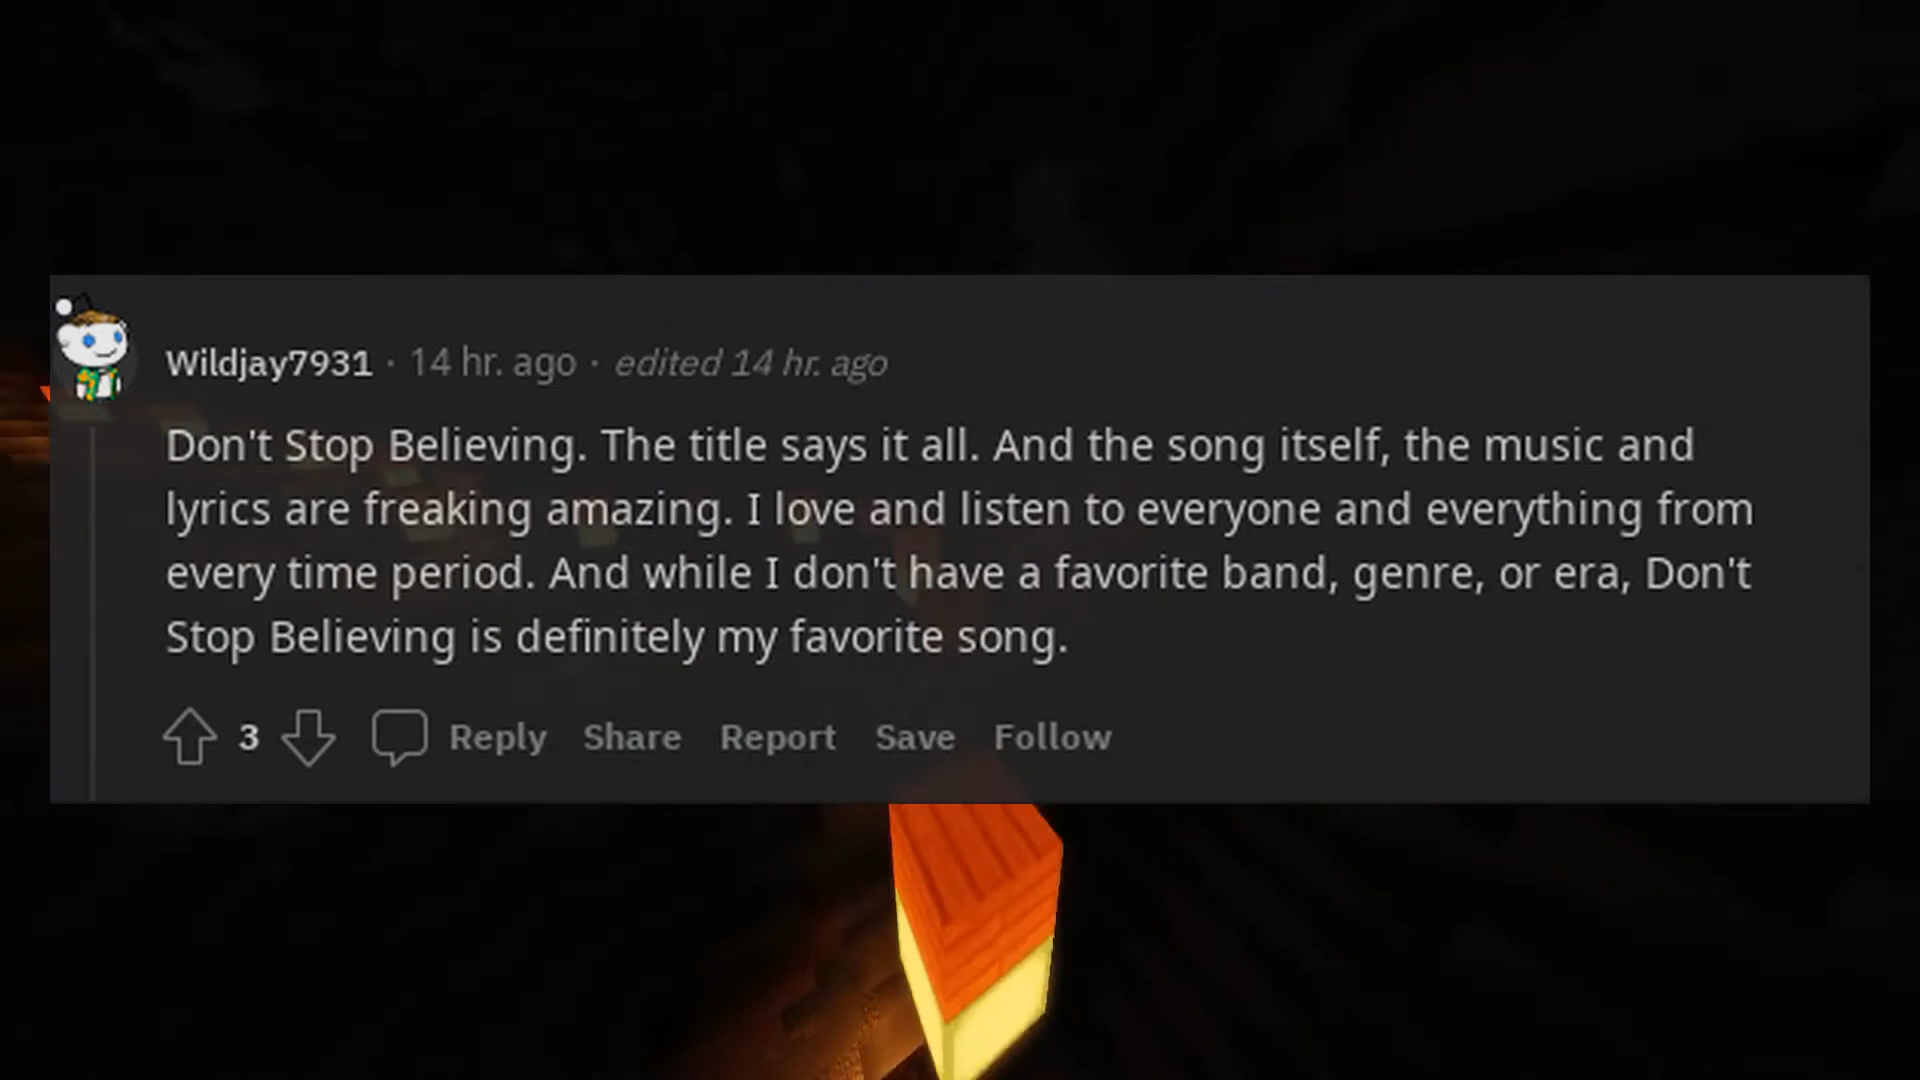 Wildjay7931 · 14 hr. ago · edited 14 hr. ago
Don't Stop Believing. The title says it all. And the song itself, the music and
lyrics are freaking amazing. I love and listen to everyone and everything from
every time period. And while I don't have a favorite band, genre, or era, Don't
Stop Believing is definitely my favorite song.
3 Reply Share Report Save Follow